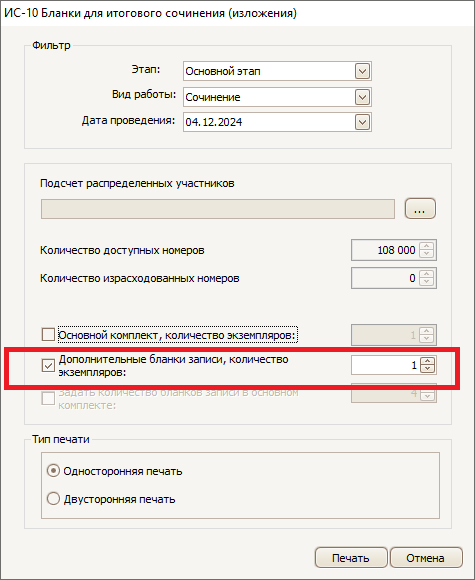 ИС-10 Бланки для итогового сочинения (изложения)
Фильтр
Этап: Основной этап
Вид работы: Сочинение
Дата проведения: 04.12.2024
Подсчет распределенных участников
...
Количество доступных номеров 108 000
Количество израсходованных номеров 0
Основной комплект, количество экземпляров: 1
Дополнительные бланки записи, количество
экземпляров: 1
Задать количество бланков записи в основном
комплекте: 4
Тип печати
Односторонняя печать
Двусторонняя печать
Печать Отмена